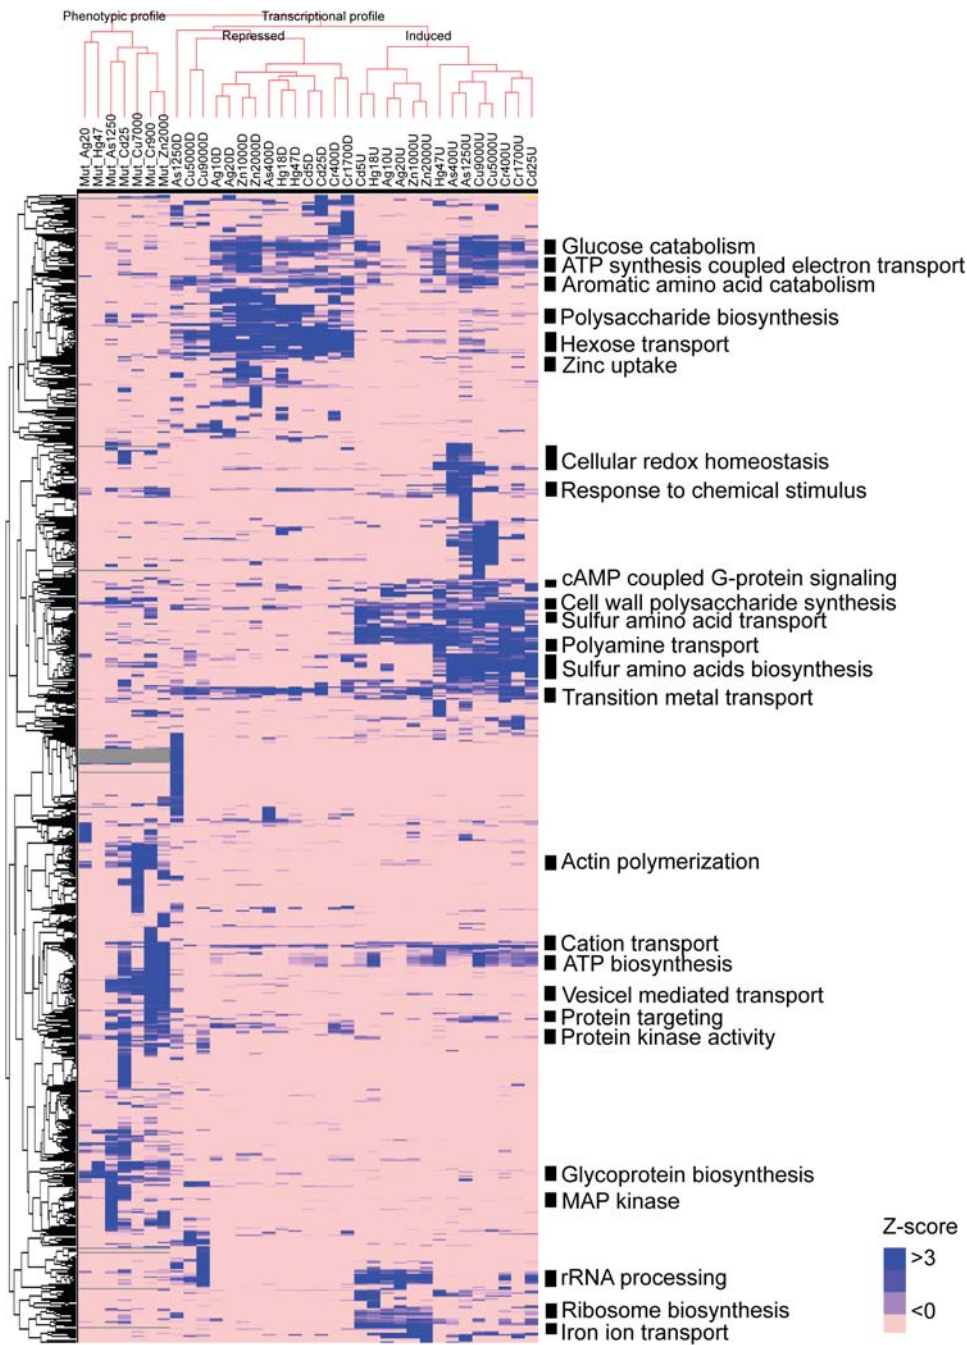 Phenotypic profile
Transcriptional profile
Repressed
Induced
Mut_Ag20
Mut_Hg47
Mut_As1250
Mut_Cd25
Mut_Cu7000
Mut_Cr900
Mut_Zn2000
As1250D
Cu5000D
Cu9000D
Ag10D
Ag20D
Zn1000D
Zn2000D
As400D
Hg18D
Hg47D
Cd5D
Cd25D
Cr400D
Cr1700D
Cd5U
Hg18U
Ag10U
Ag20U
Zn1000U
Zn2000U
Hg47U
As400U
As1250U
Cu9000U
Cu5000U
Cr400U
Cr1700U
Cd25U
Glucose catabolism
ATP synthesis coupled electron transport
Aromatic amino acid catabolism
Polysaccharide biosynthesis
Hexose transport
Zinc uptake
Cellular redox homeostasis
Response to chemical stimulus
cAMP coupled G-protein signaling
Cell wall polysaccharide synthesis
Sulfur amino acid transport
Polyamine transport
Sulfur amino acids biosynthesis
Transition metal transport
Actin polymerization
Cation transport
ATP biosynthesis
Vesicel mediated transport
Protein targeting
Protein kinase activity
Glycoprotein biosynthesis
MAP kinase
rRNA processing
Ribosome biosynthesis
Iron ion transport
Z-score
>3
<0